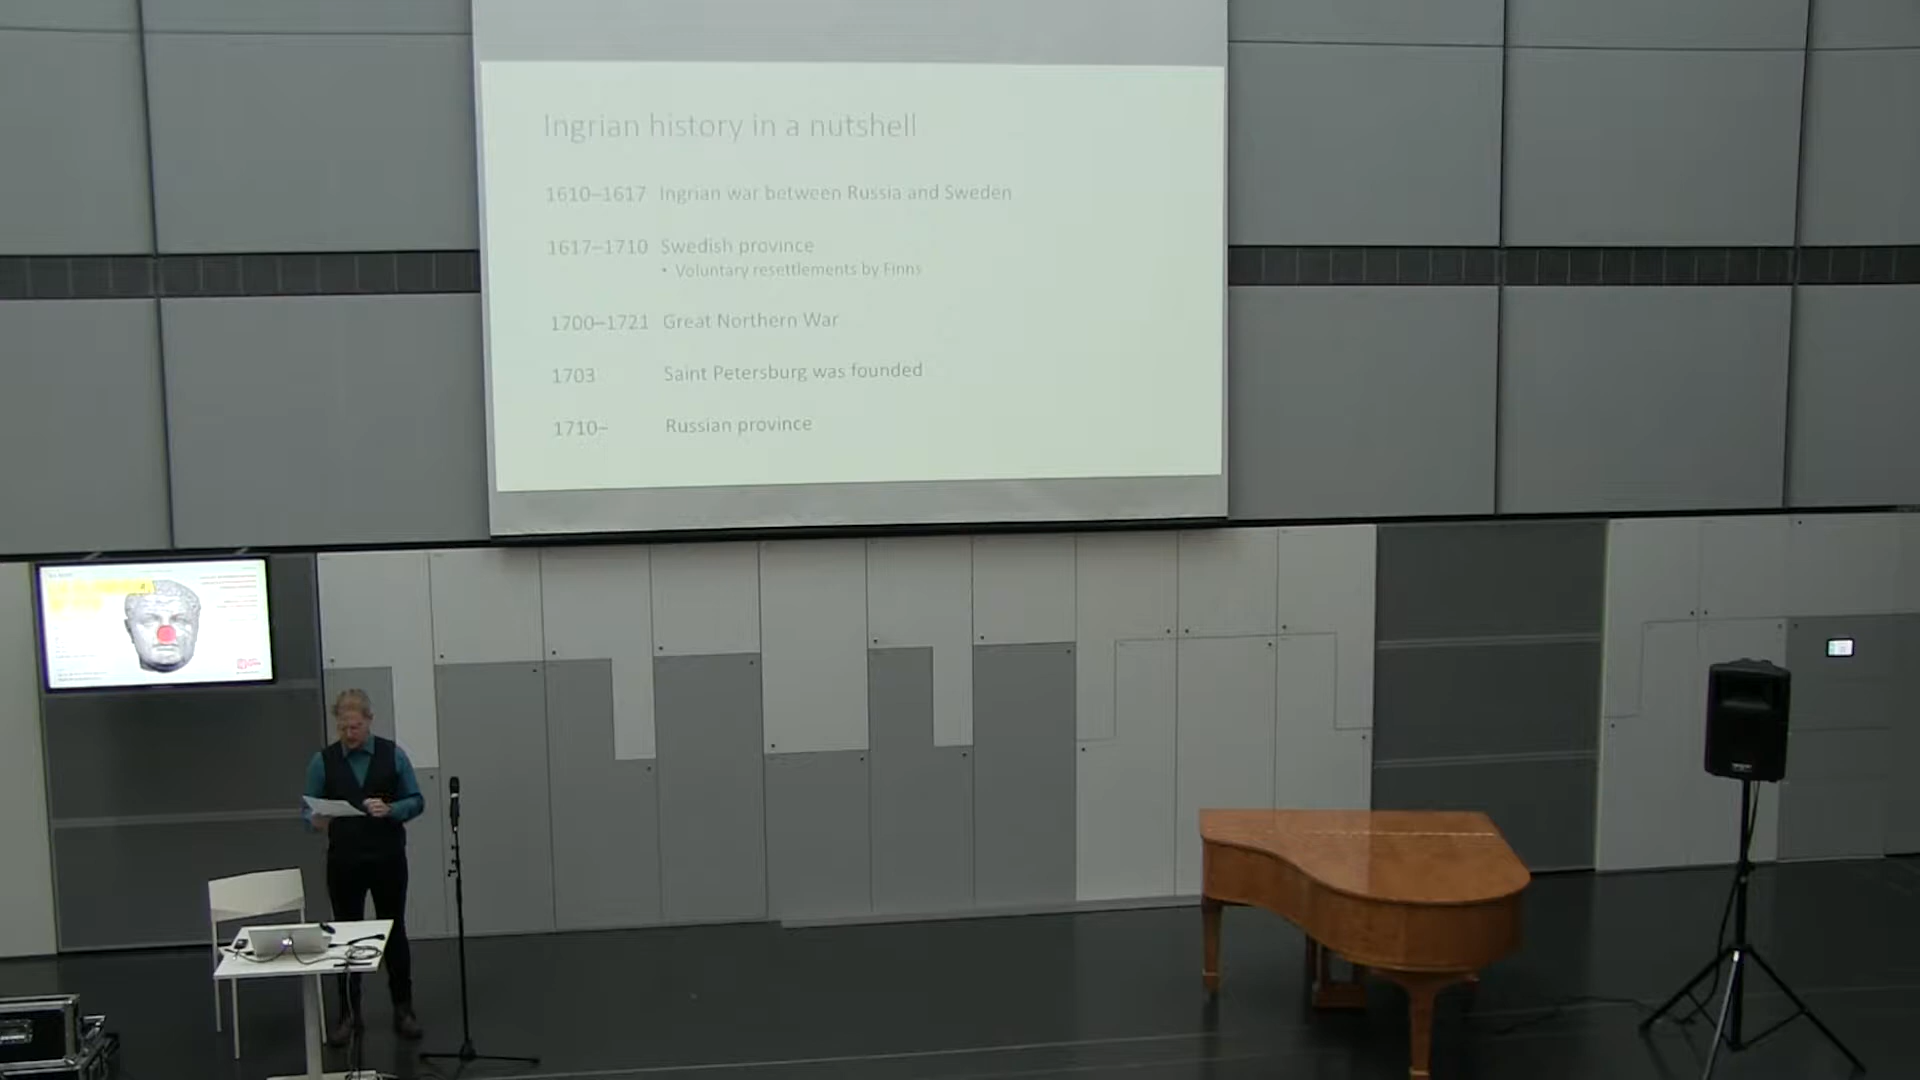 Ingrian history in a nutshell
1610–1617 Ingrian war between Russia and Sweden
1617–1710 Swedish province
• Voluntary resettlements by Finns
1700–1721 Great Northern War
1703 Saint Petersburg was founded
1710– Russian province